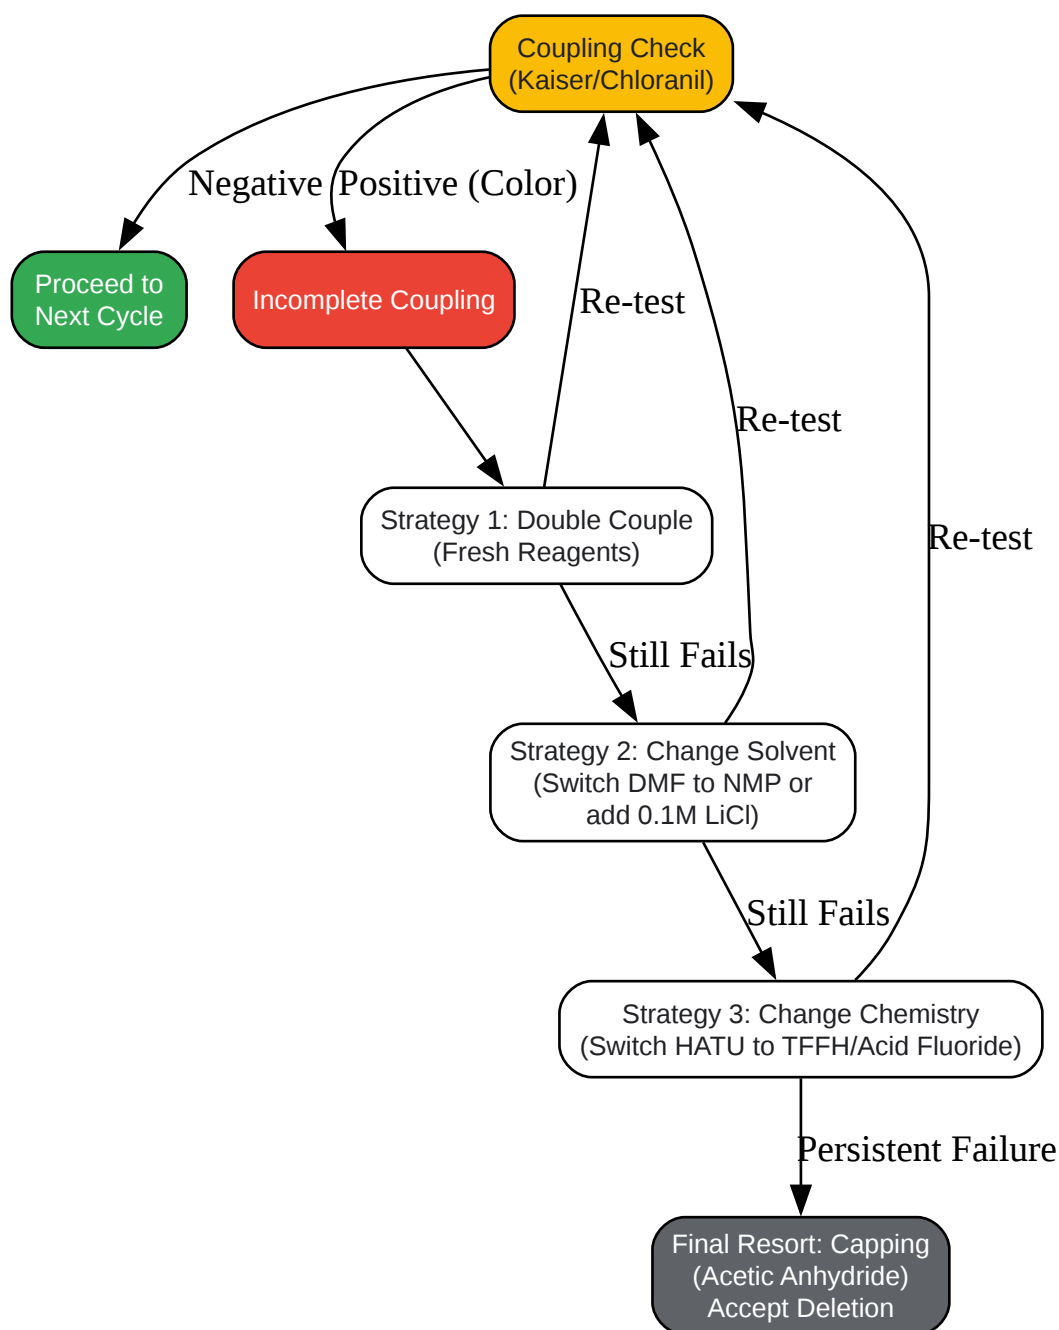 Coupling Check
(Kaiser/Chloranil)
Negative
Positive (Color)
Proceed to
Next Cycle
Incomplete Coupling
Re-test
Re-test
Strategy 1: Double Couple
(Fresh Reagents)
Re-test
Still Fails
Strategy 2: Change Solvent
(Switch DMF to NMP or
add 0.1M LiCl)
Still Fails
Strategy 3: Change Chemistry
(Switch HATU to TFFH/Acid Fluoride)
Persistent Failure
Final Resort: Capping
(Acetic Anhydride)
Accept Deletion